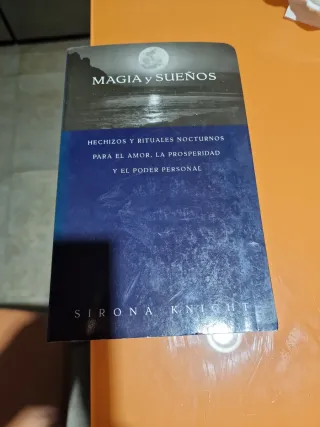 MAGIA y SUEÑOS
HECHIZOS Y RITUALES NOCTURNOS
PARA EL AMOR, LA PROSPERIDAD
Y EL PODER PERSONAL
SIRONA KNIGHT